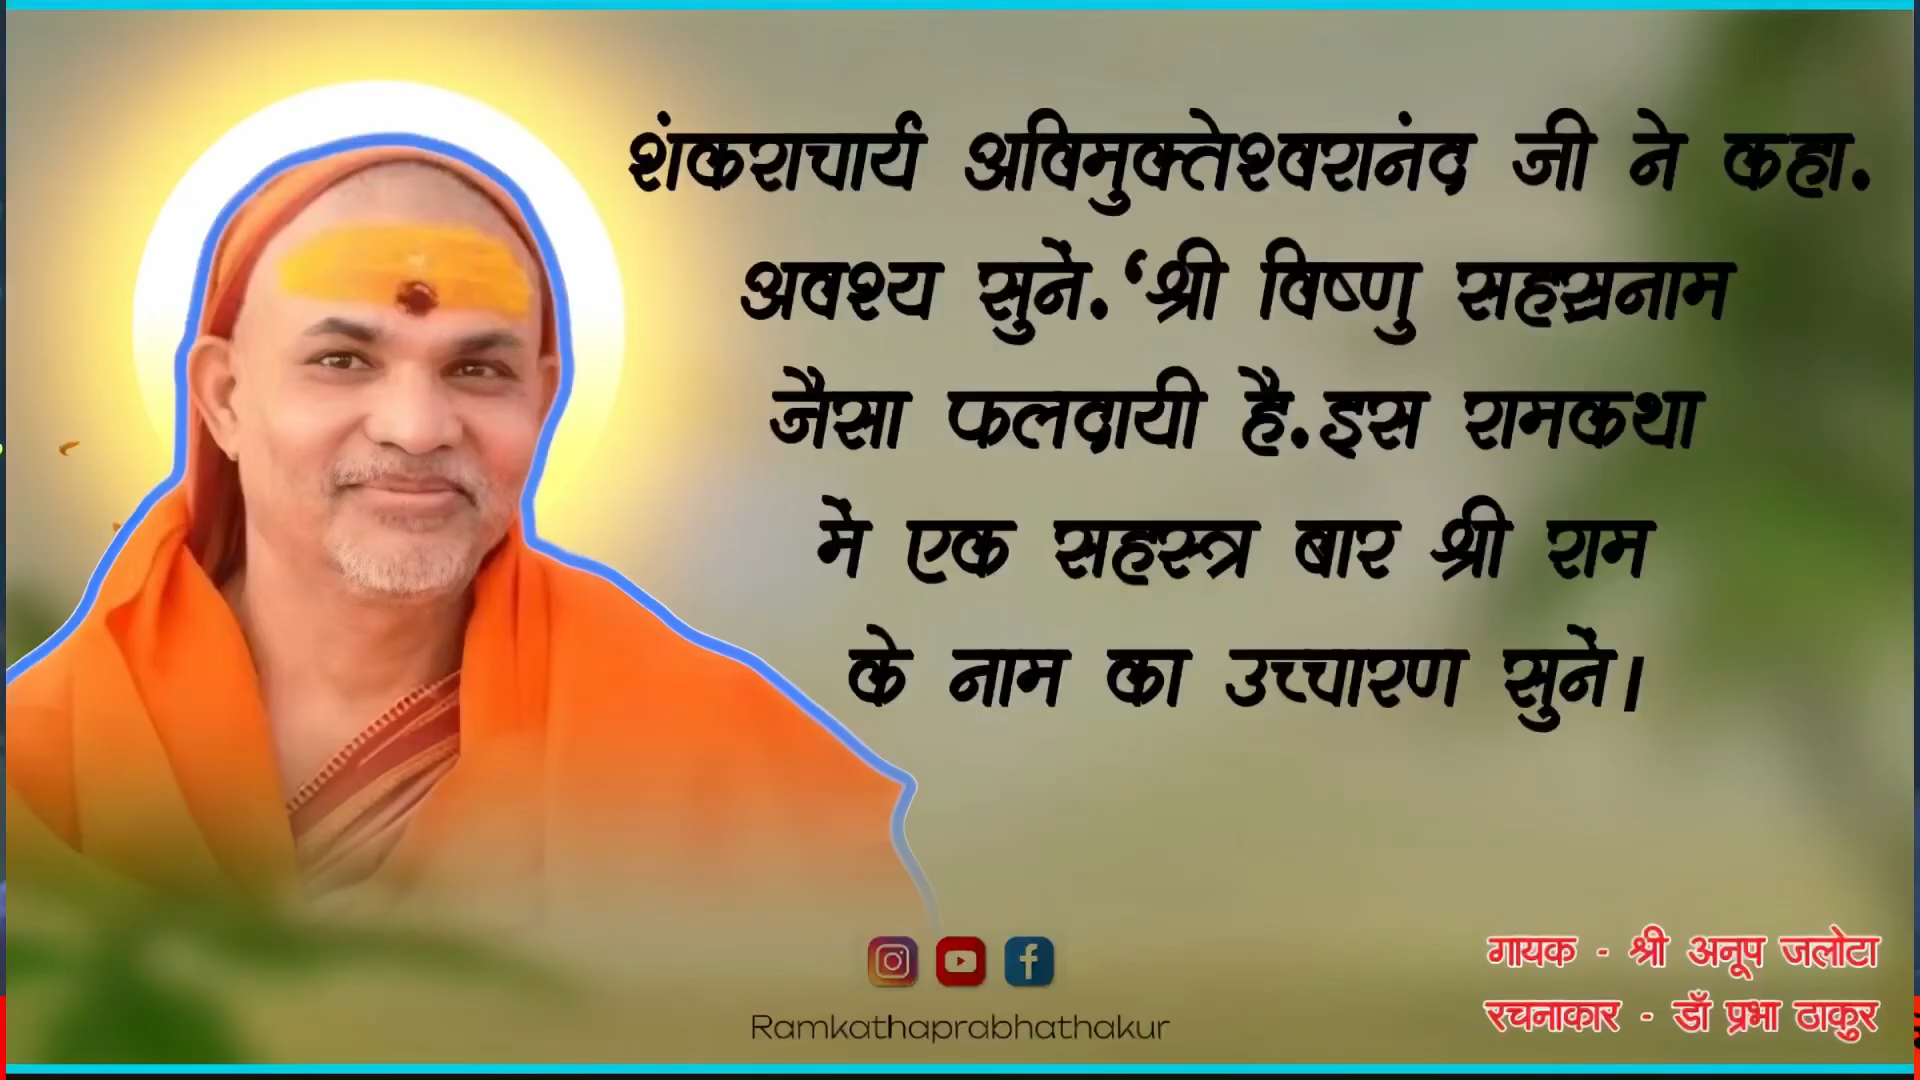 शंकराचार्य अविमुक्तेश्वरानंद जी ने कहा.
अवश्य सुनें.‘श्री विष्णु सहस्रनाम
जैसा फलदायी है.इस रामकथा
में एक सहस्त्र बार श्री राम
के नाम का उच्चारण सुनें।
गायक - श्री अनूप जलोटा
रचनाकार - डॉ प्रभा ठाकुर
Ramkathaprabhathakur